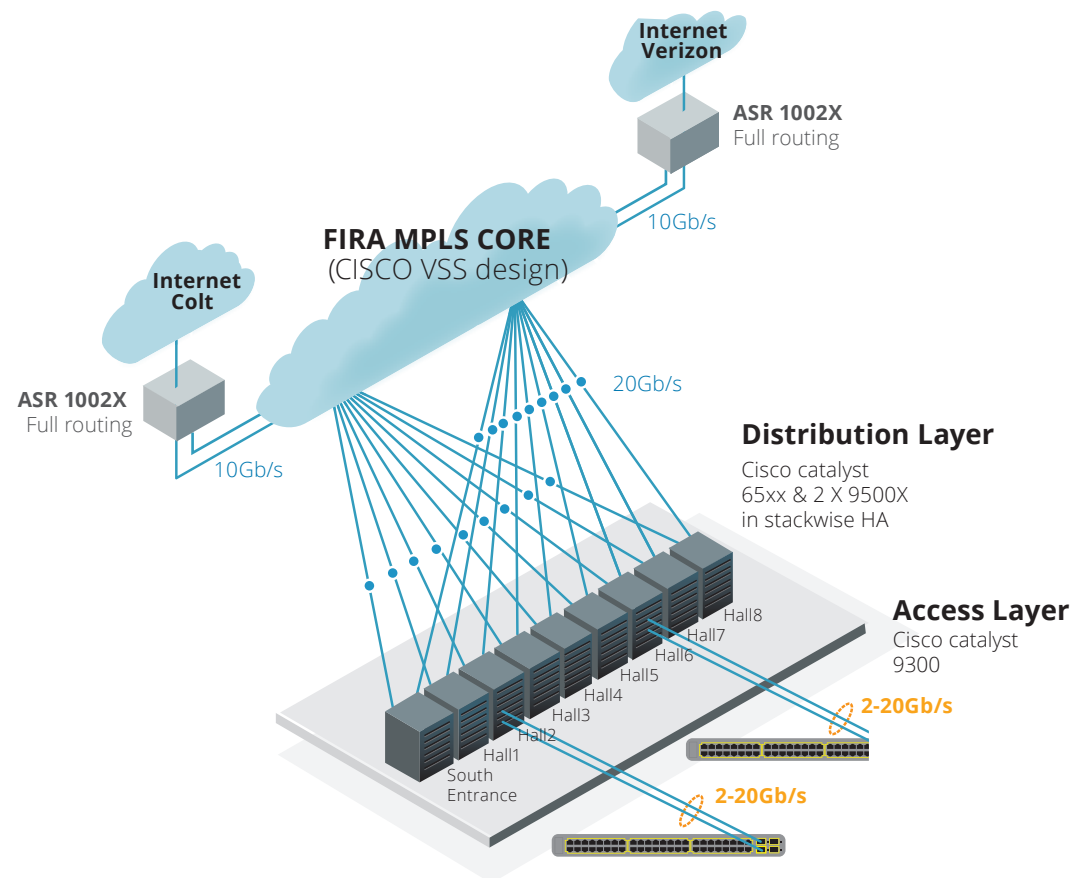 Internet
Verizon
ASR 1002X
Full routing
10Gb/s
FIRA MPLS CORE
(CISCO VSS design)
Internet
Colt
ASR 1002X
Full routing
10Gb/s
20Gb/s
Distribution Layer
Cisco catalyst
65xx & 2 X 9500X
in stackwise HA
Access Layer
Cisco catalyst
9300
Hall8
Hall7
Hall6
Hall5
Hall4
Hall3
Hall2
Hall1
South
Entrance
2-20Gb/s
2-20Gb/s